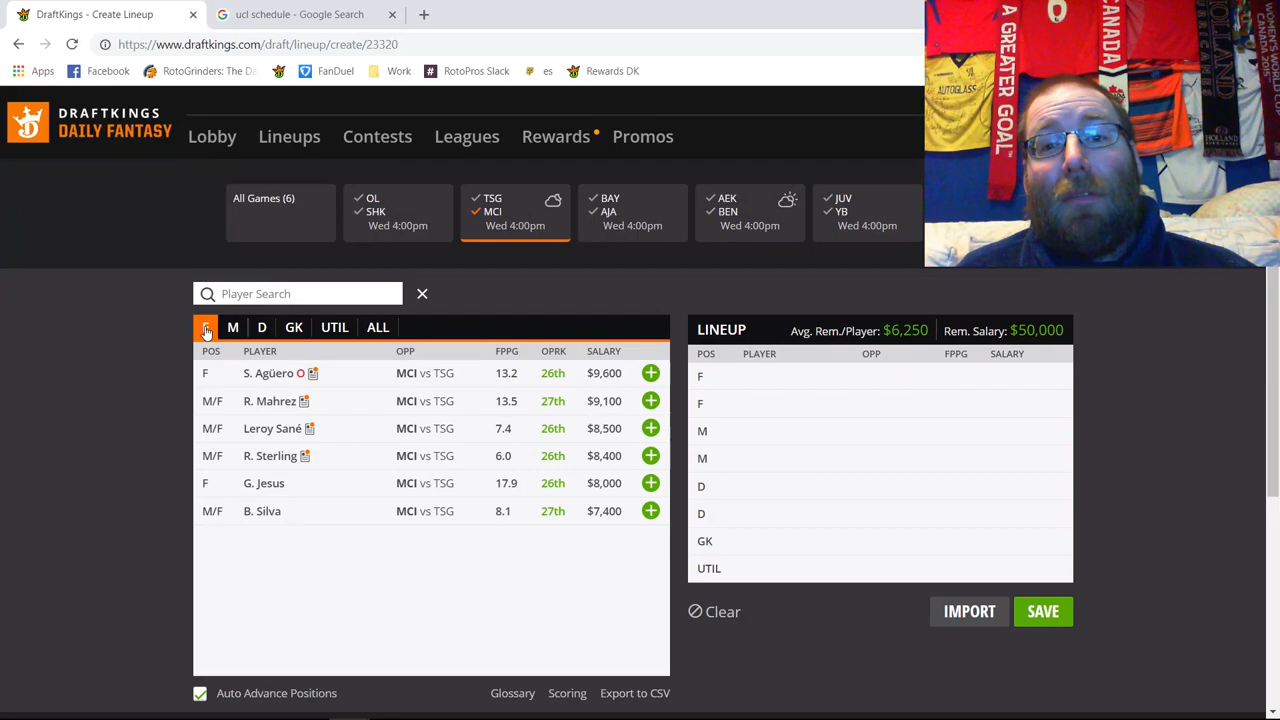 DraftKings - Create Lineup
ucl schedule - Google Search
https://www.draftkings.com/draft/lineup/create/23320
Apps Facebook RotoGrinders: The Da FanDuel Work RotoPros Slack es Rewards DK
DRAFTKINGS
DAILY FANTASY
Lobby Lineups Contests Leagues Rewards Promos
All Games (6)
OL
SHK
Wed 4:00pm
TSG
MCI
Wed 4:00pm
BAY
AJA
Wed 4:00pm
AEK
BEN
Wed 4:00pm
JUV
YB
Wed 4:00pm
A GREATER GOAL
CANADA
AUTOGLASS
HOLLAND
WOMEN'S WORLD CUP
CANADA 2015
Player Search
M D GK UTIL ALL
POS PLAYER OPP FPPG OPRK SALARY
F S. Agüero O MCI vs TSG 13.2 26th $9,600
M/F R. Mahrez MCI vs TSG 13.5 27th $9,100
M/F Leroy Sané MCI vs TSG 7.4 26th $8,500
M/F R. Sterling MCI vs TSG 6.0 26th $8,400
F G. Jesus MCI vs TSG 17.9 26th $8,000
M/F B. Silva MCI vs TSG 8.1 27th $7,400
Auto Advance Positions
Glossary Scoring Export to CSV
LINEUP Avg. Rem./Player: $6,250 Rem. Salary: $50,000
POS PLAYER OPP FPPG SALARY
F
F
M
M
D
D
GK
UTIL
Clear IMPORT SAVE